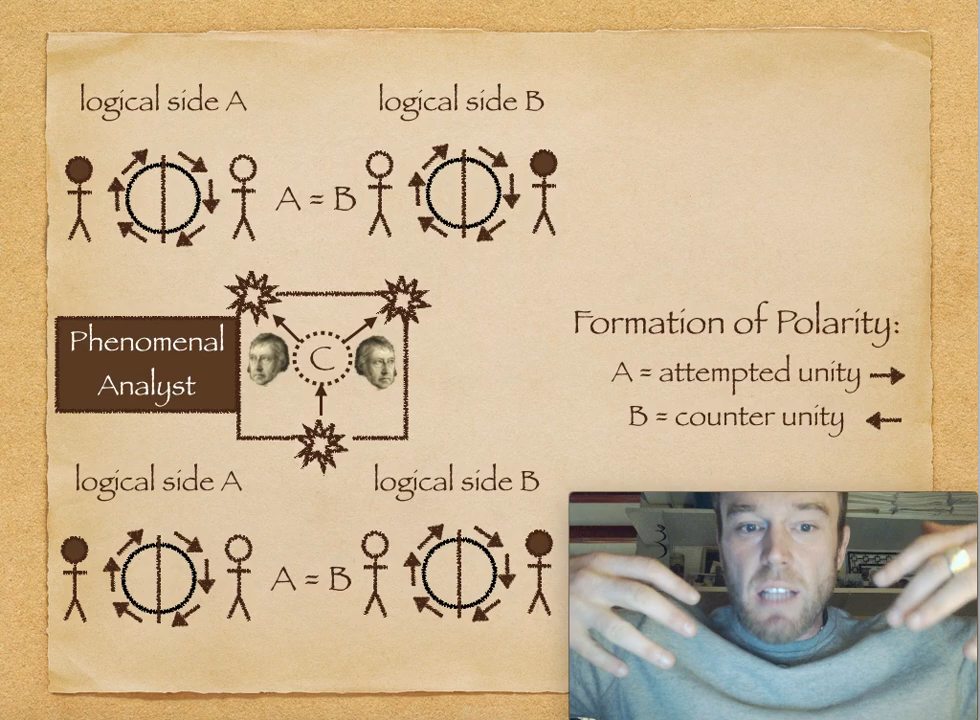 logical side A
logical side B
A = B
Phenomenal
Analyst
C
Formation of Polarity:
A = attempted unity
B = counter unity
logical side A
logical side B
A = B